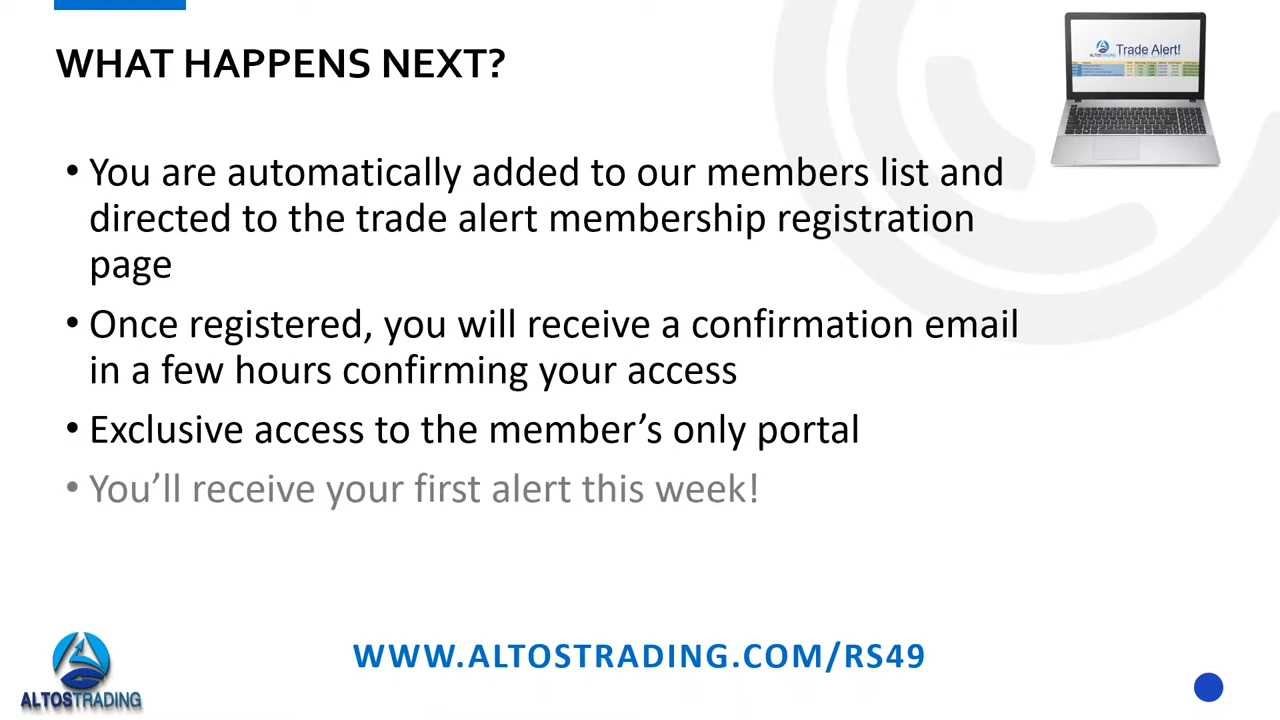 WHAT HAPPENS NEXT?
ALTOSTRADING Trade Alert!
• You are automatically added to our members list and
directed to the trade alert membership registration
page
• Once registered, you will receive a confirmation email
in a few hours confirming your access
• Exclusive access to the member’s only portal
• You’ll receive your first alert this week!
WWW.ALTOSTRADING.COM/RS49
ALTOSTRADING